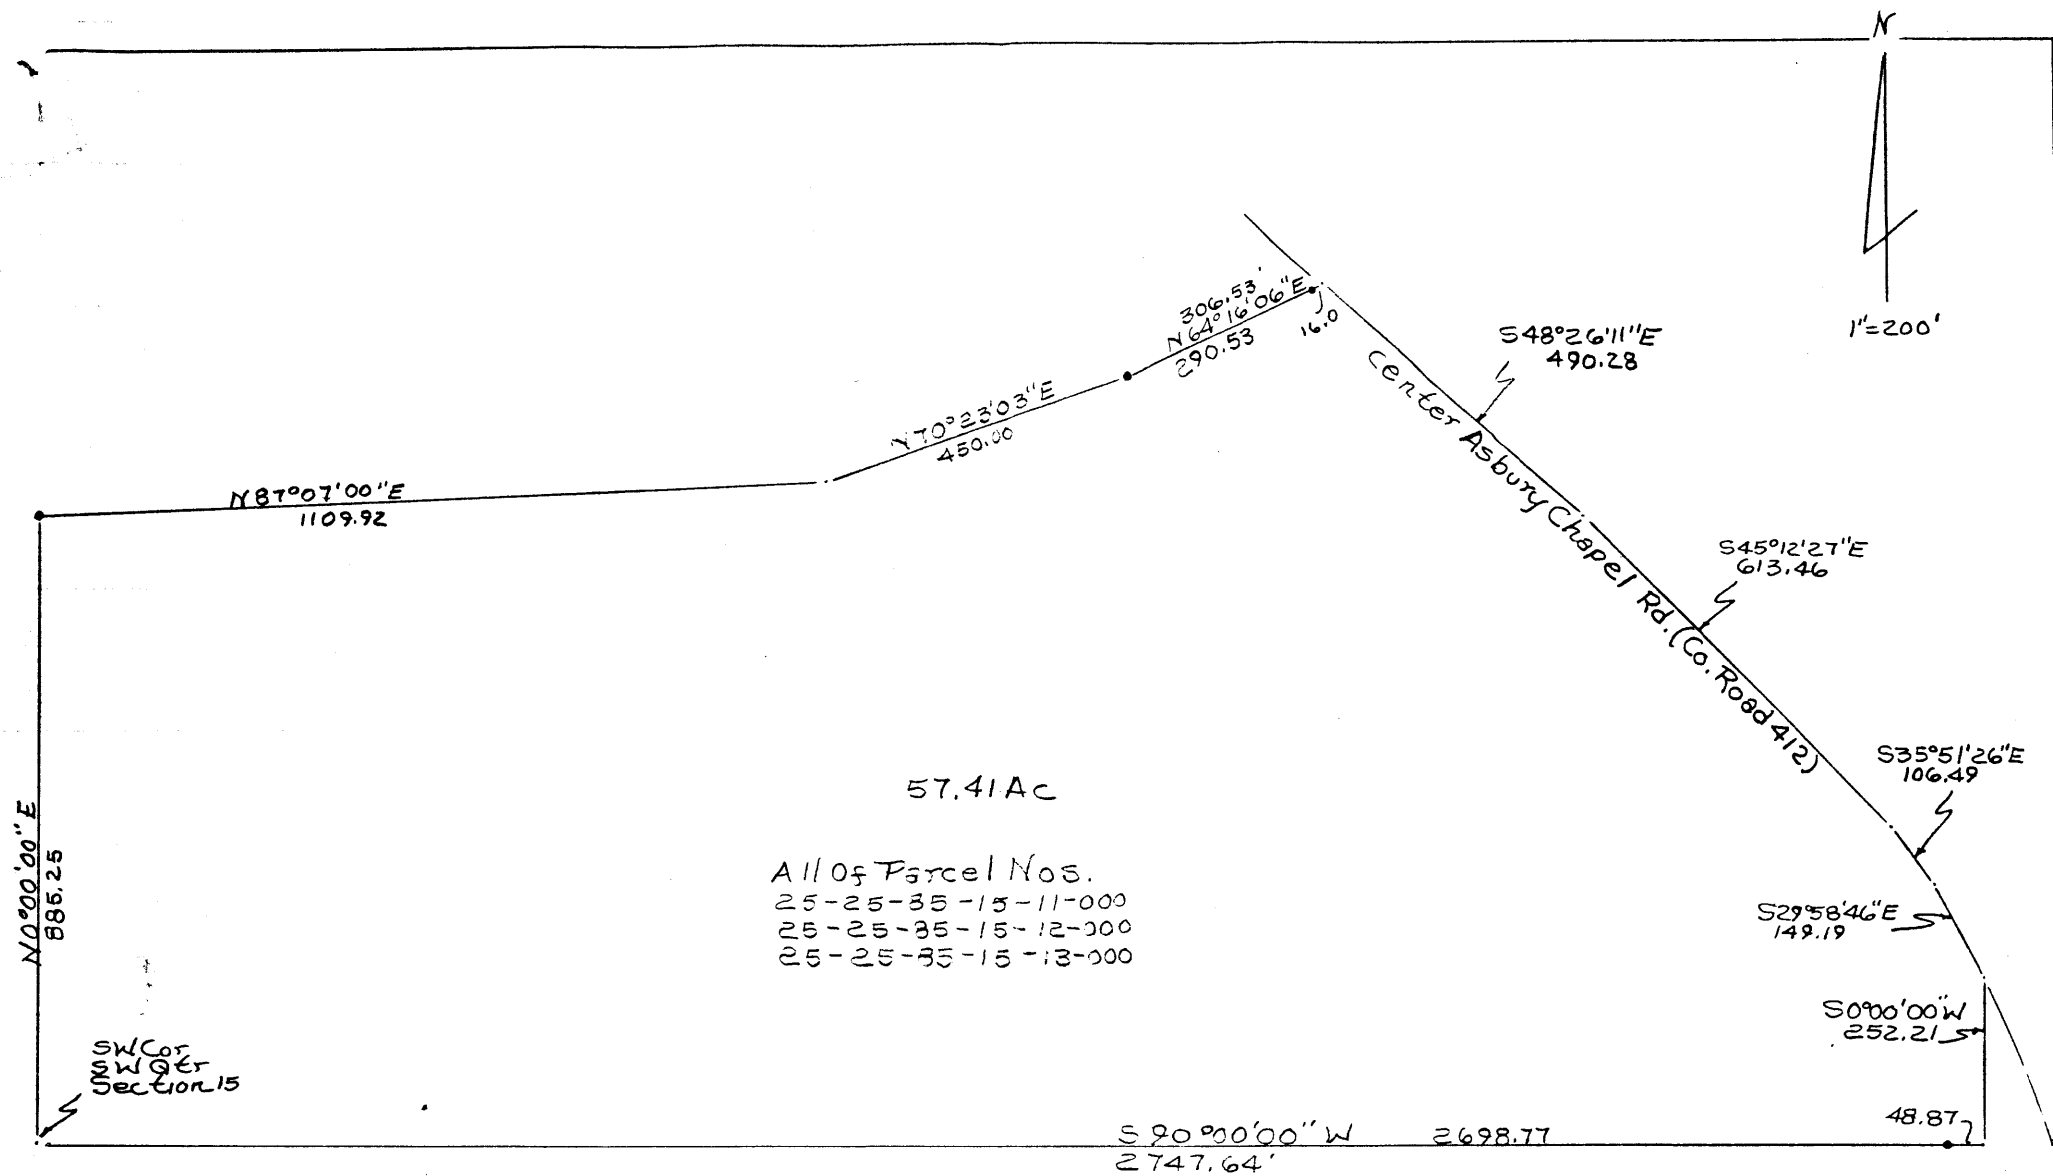 N
1"=200'
306.53'
N64°16'06"E
290.53
16.0
S48°26'11"E
490.28
Center Asbury Chapel Rd. (Co. Road 412)
N70°23'03"E
450.00
N87°07'00"E
1109.92
S45°12'27"E
613.46
S35°51'26"E
106.49
57.41 Ac
N0°00'00"E
885.25
All Of Parcel Nos.
25-25-35-15-11-000
25-25-35-15-12-000
25-25-35-15-13-000
S29°58'46"E
149.19
S0°00'00"W
252.21
SW Cor
SW Qtr
Section 15
48.87
S90°00'00"W 2698.77
2747.64'